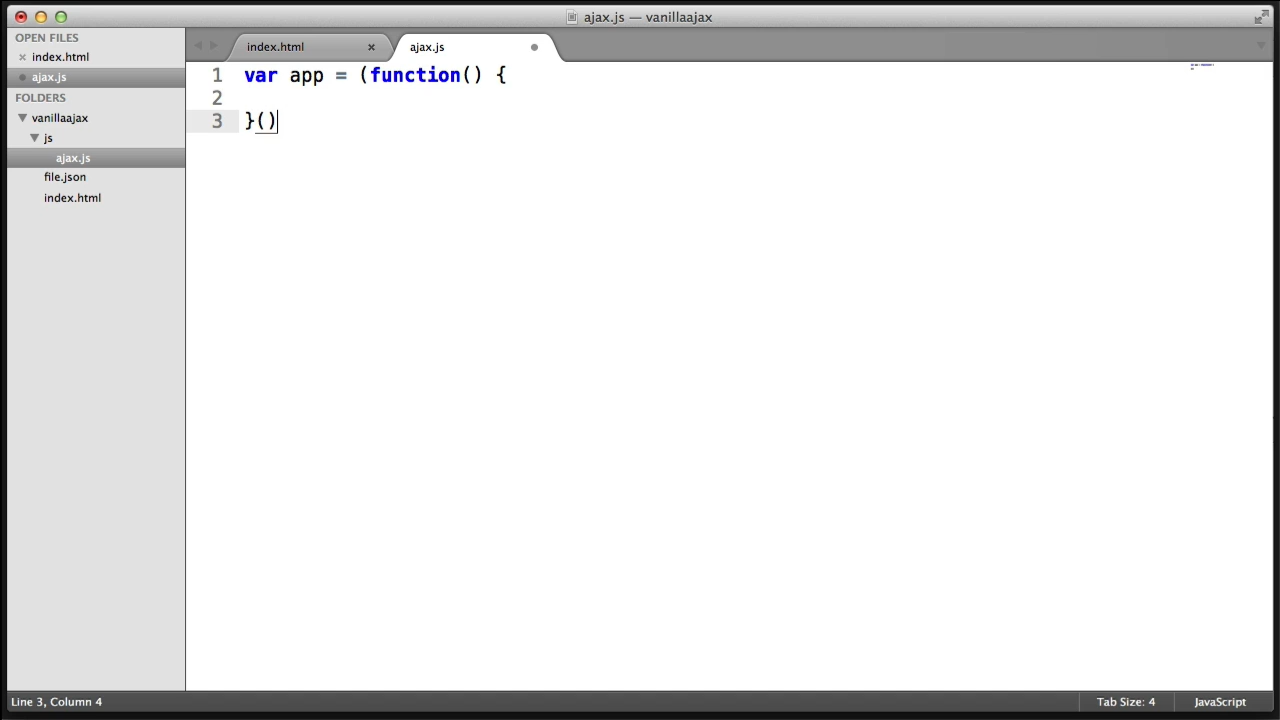 ajax.js — vanillaajax
OPEN FILES
index.html
ajax.js
FOLDERS
vanillaajax
js
ajax.js
file.json
index.html
index.html
ajax.js
1 var app = (function() {
2
3 }()
Line 3, Column 4
Tab Size: 4
JavaScript